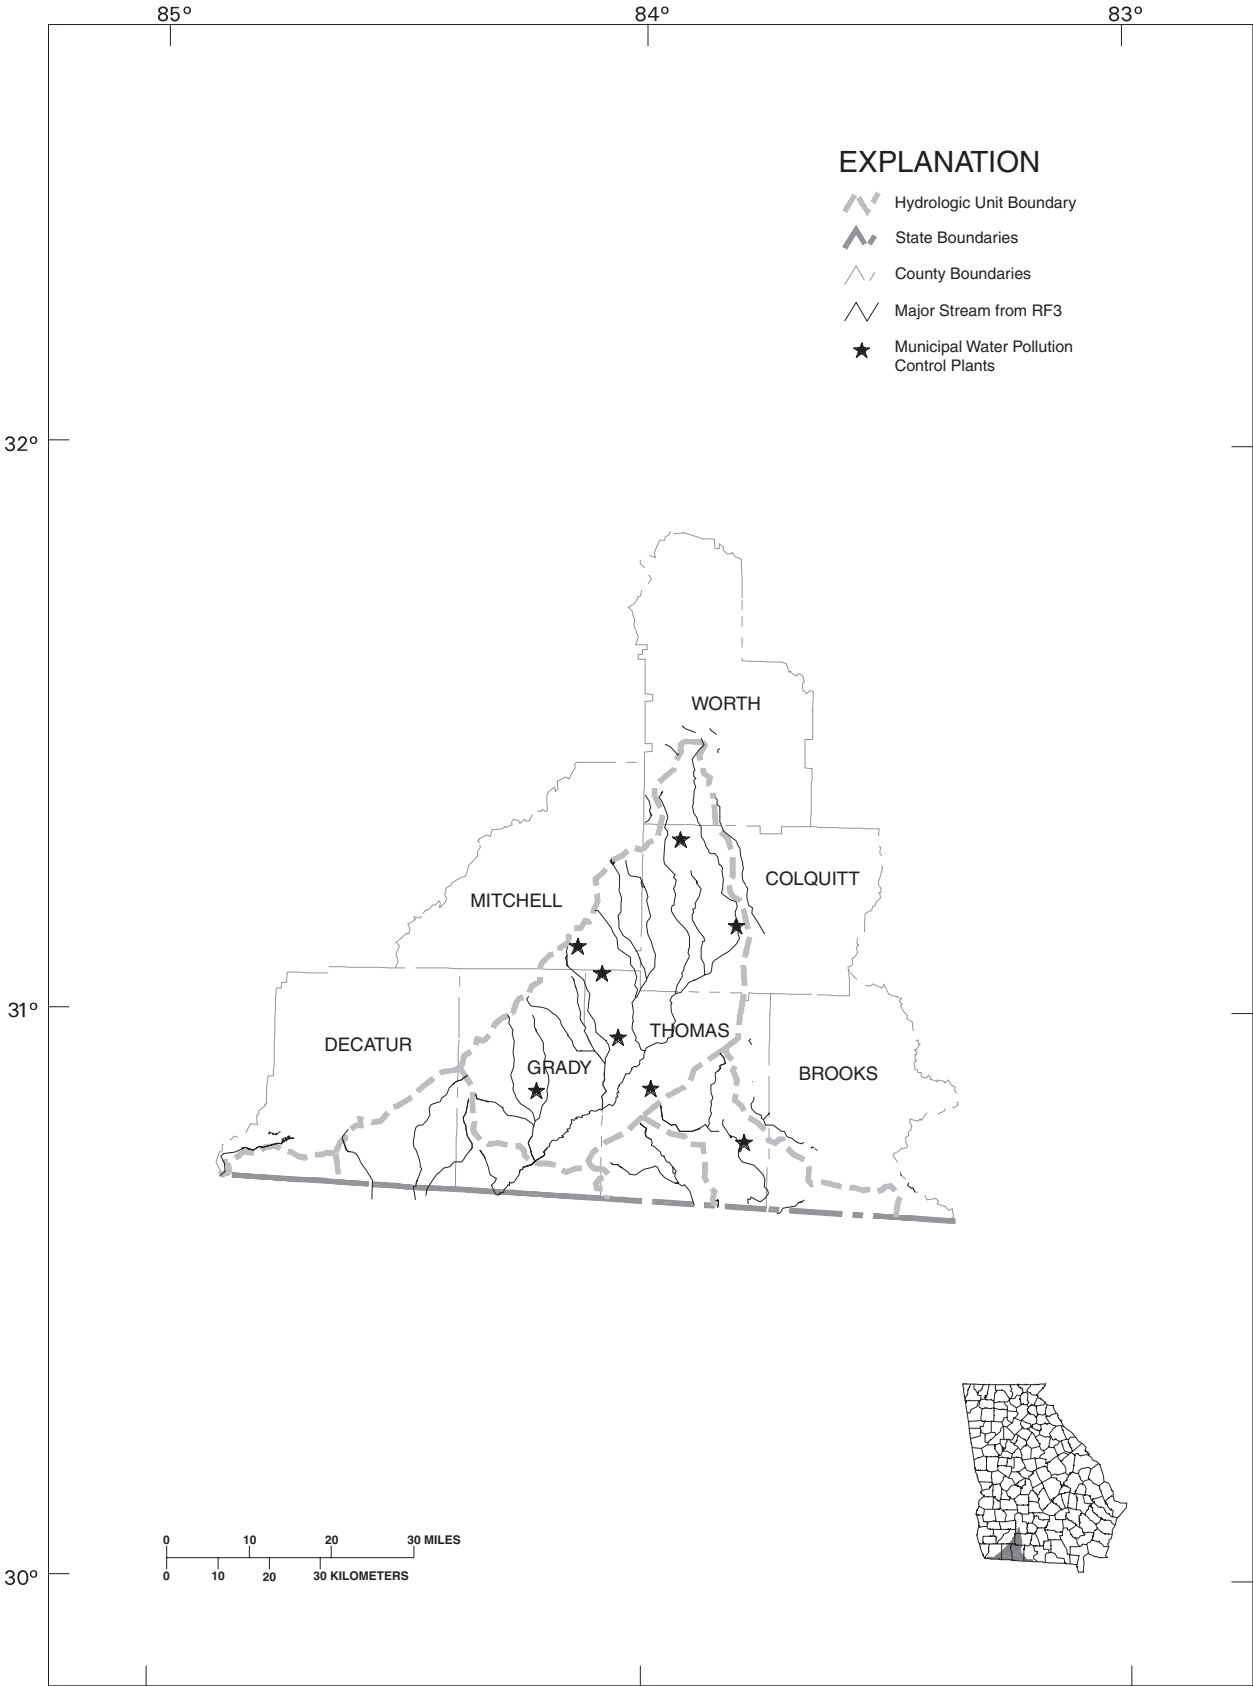 85° 84° 83°
EXPLANATION
Hydrologic Unit Boundary
State Boundaries
County Boundaries
Major Stream from RF3
Municipal Water Pollution
Control Plants
32°
WORTH
COLQUITT
MITCHELL
31°
THOMAS
DECATUR
GRADY
BROOKS
0 10 20 30 MILES
0 10 20 30 KILOMETERS
30°